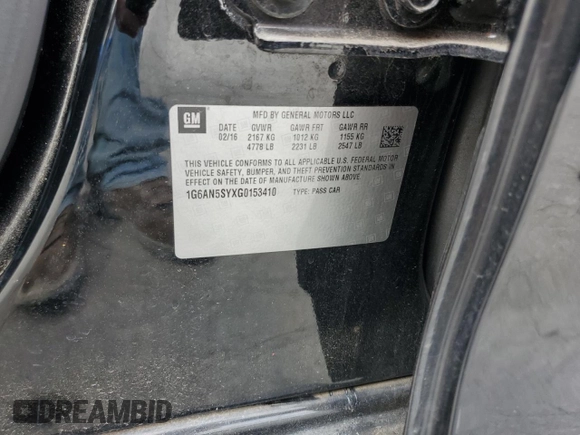 GM
MFD BY GENERAL MOTORS LLC
DATE GVWR GAWR FRT GAWR RR
02/16 2167 KG 1012 KG 1155 KG
4778 LB 2231 LB 2547 LB
THIS VEHICLE CONFORMS TO ALL APPLICABLE U.S. FEDERAL MOTOR
VEHICLE SAFETY, BUMPER, AND THEFT PREVENTION STANDARDS IN
EFFECT ON THE DATE OF MANUFACTURE SHOWN ABOVE.
1G6AN5SYXG0153410 TYPE: PASS CAR
DREAMBID